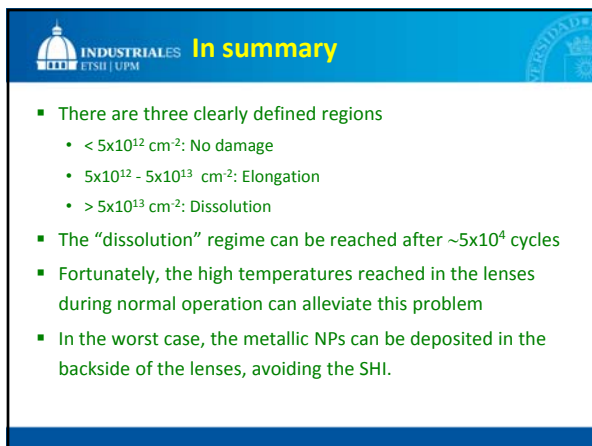 INDUSTRIALES
ETSII | UPM
In summary
▪ There are three clearly defined regions
• < 5x10¹² cm⁻²: No damage
• 5x10¹² - 5x10¹³ cm⁻²: Elongation
• > 5x10¹³ cm⁻²: Dissolution
▪ The “dissolution” regime can be reached after ~5x10⁴ cycles
▪ Fortunately, the high temperatures reached in the lenses
during normal operation can alleviate this problem
▪ In the worst case, the metallic NPs can be deposited in the
backside of the lenses, avoiding the SHI.